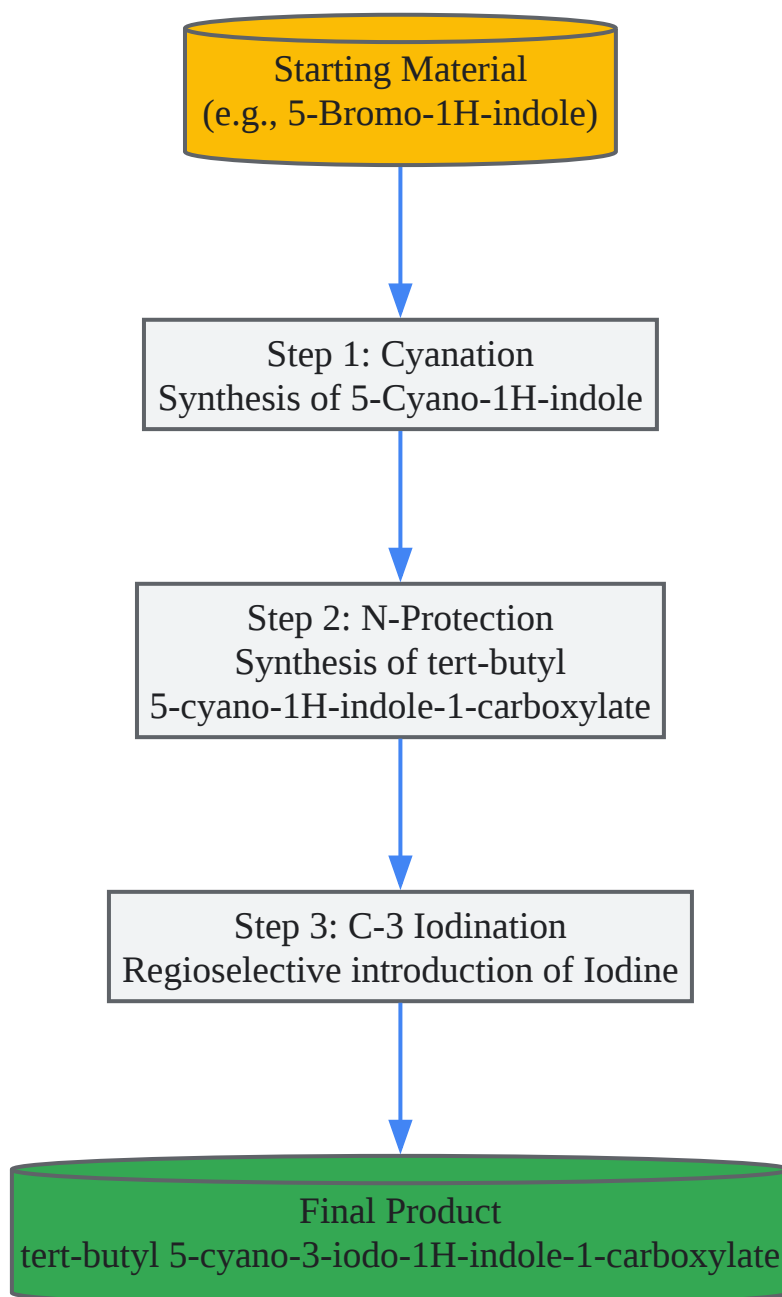 Starting Material
(e.g., 5-Bromo-1H-indole)
Step 1: Cyanation
Synthesis of 5-Cyano-1H-indole
Step 2: N-Protection
Synthesis of tert-butyl
5-cyano-1H-indole-1-carboxylate
Step 3: C-3 Iodination
Regioselective introduction of Iodine
Final Product
tert-butyl 5-cyano-3-iodo-1H-indole-1-carboxylate